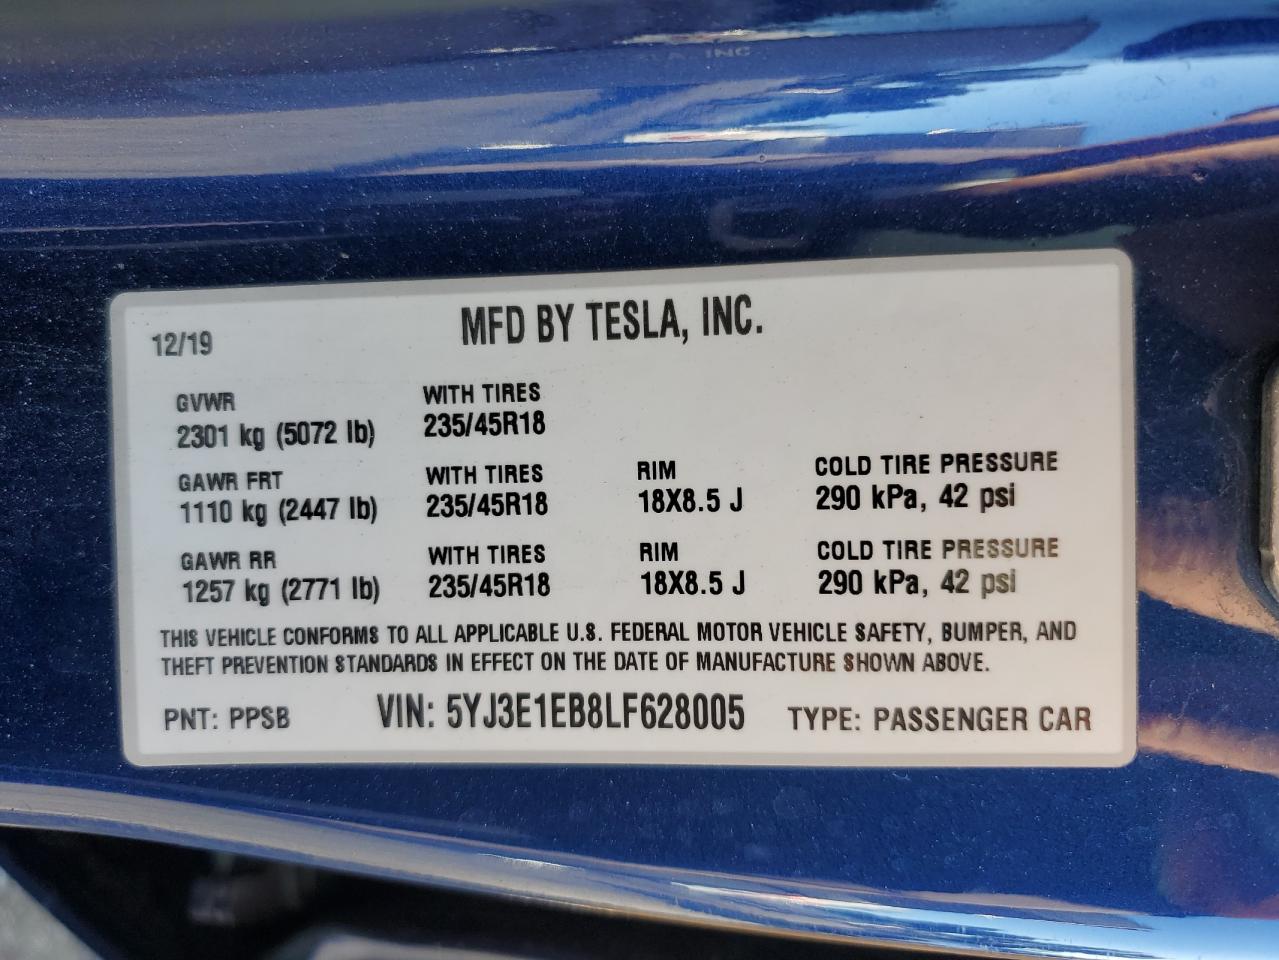 MFD BY TESLA, INC.
12/19
GVWR WITH TIRES
2301 kg (5072 lb) 235/45R18
GAWR FRT WITH TIRES RIM COLD TIRE PRESSURE
1110 kg (2447 lb) 235/45R18 18X8.5 J 290 kPa, 42 psi
GAWR RR WITH TIRES RIM COLD TIRE PRESSURE
1257 kg (2771 lb) 235/45R18 18X8.5 J 290 kPa, 42 psi
THIS VEHICLE CONFORMS TO ALL APPLICABLE U.S. FEDERAL MOTOR VEHICLE SAFETY, BUMPER, AND
THEFT PREVENTION STANDARDS IN EFFECT ON THE DATE OF MANUFACTURE SHOWN ABOVE.
PNT: PPSB VIN: 5YJ3E1EB8LF628005 TYPE: PASSENGER CAR